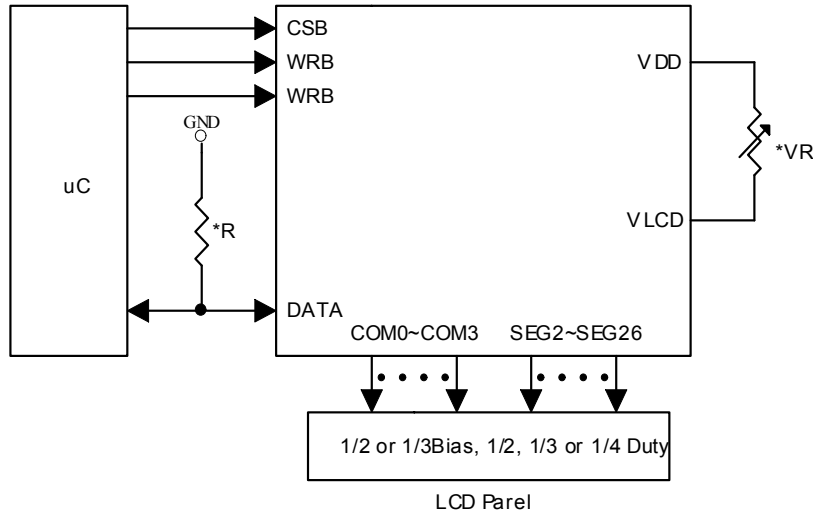 CSB
WRB
WRB
GND
*R
uC
DATA
VDD
*VR
VLCD
COM0~COM3
SEG2~SEG26
1/2 or 1/3Bias, 1/2, 1/3 or 1/4 Duty
LCD Parel